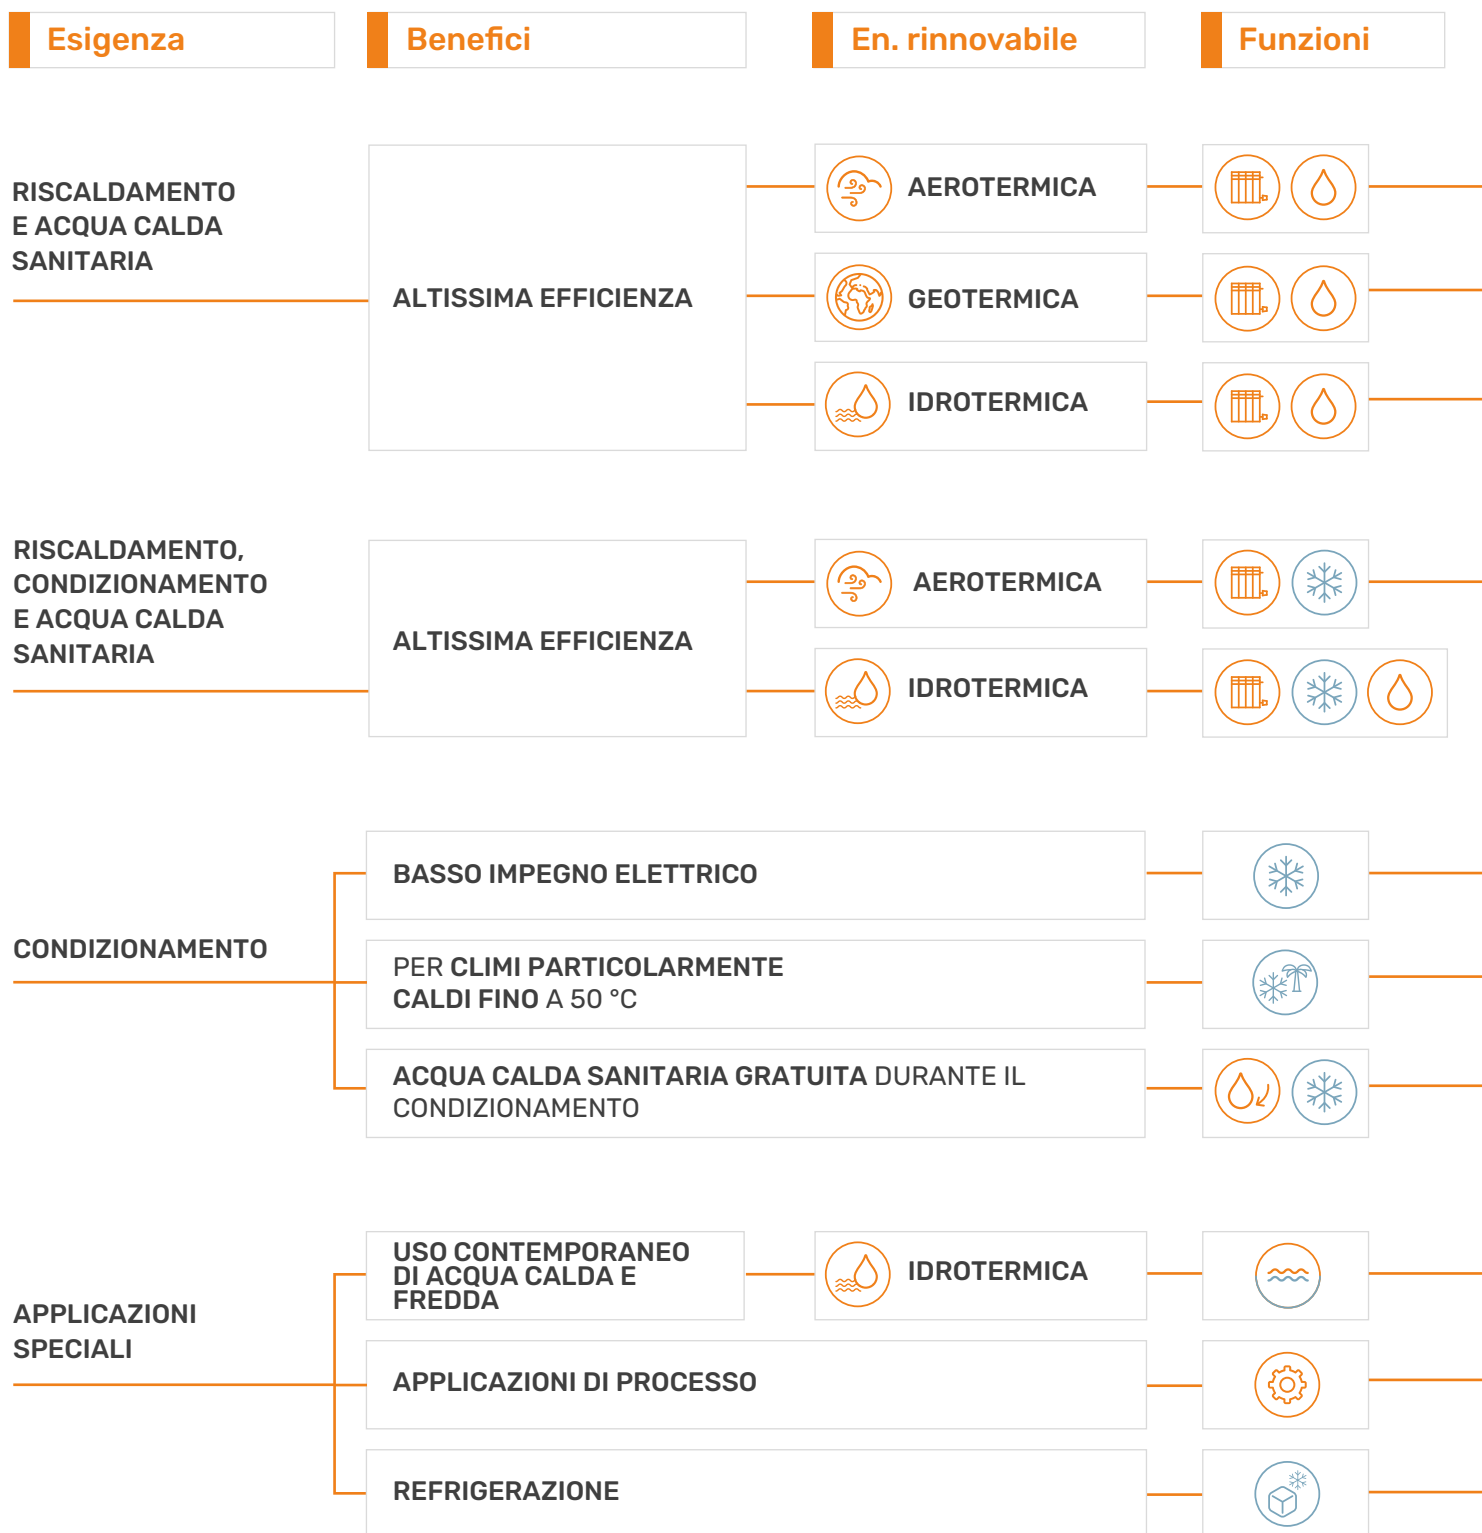 Esigenza
Benefici
En. rinnovabile
Funzioni
RISCALDAMENTO
E ACQUA CALDA
SANITARIA
ALTISSIMA EFFICIENZA
AEROTERMICA
GEOTERMICA
IDROTERMICA
RISCALDAMENTO,
CONDIZIONAMENTO
E ACQUA CALDA
SANITARIA
ALTISSIMA EFFICIENZA
AEROTERMICA
IDROTERMICA
CONDIZIONAMENTO
BASSO IMPEGNO ELETTRICO
PER CLIMI PARTICOLARMENTE
CALDI FINO A 50 °C
ACQUA CALDA SANITARIA GRATUITA DURANTE IL
CONDIZIONAMENTO
APPLICAZIONI
SPECIALI
USO CONTEMPORANEO
DI ACQUA CALDA E
FREDDA
IDROTERMICA
APPLICAZIONI DI PROCESSO
REFRIGERAZIONE